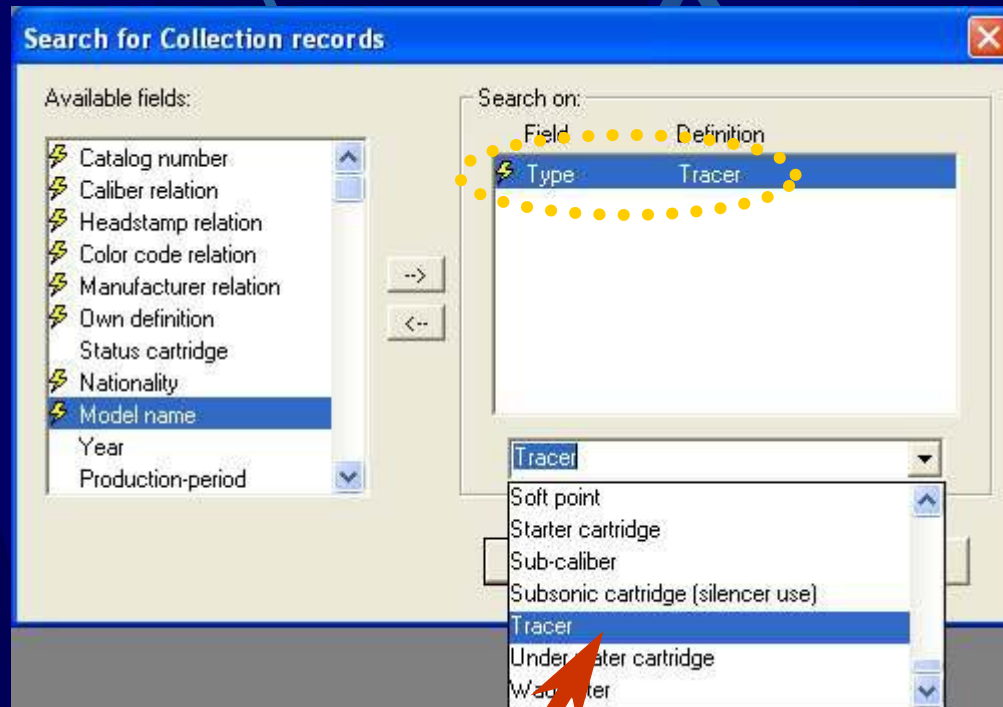 Search for Collection records
Available fields:
Catalog number
Caliber relation
Headstamp relation
Color code relation
Manufacturer relation
Own definition
Status cartridge
Nationality
Model name
Year
Production-period
-->
<--
Search on:
Field Definition
Type Tracer
Tracer
Soft point
Starter cartridge
Sub-caliber
Subsonic cartridge (silencer use)
Tracer
Under water cartridge